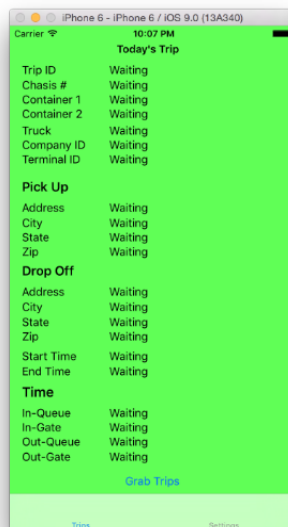 iPhone 6 - iPhone 6 / iOS 9.0 (13A340)
Carrier 10:07 PM
Today's Trip
Trip ID Waiting
Chasis # Waiting
Container 1 Waiting
Container 2 Waiting
Truck Waiting
Company ID Waiting
Terminal ID Waiting
Pick Up
Address Waiting
City Waiting
State Waiting
Zip Waiting
Drop Off
Address Waiting
City Waiting
State Waiting
Zip Waiting
Start Time Waiting
End Time Waiting
Time
In-Queue Waiting
In-Gate Waiting
Out-Queue Waiting
Out-Gate Waiting
Grab Trips
Trips Settings